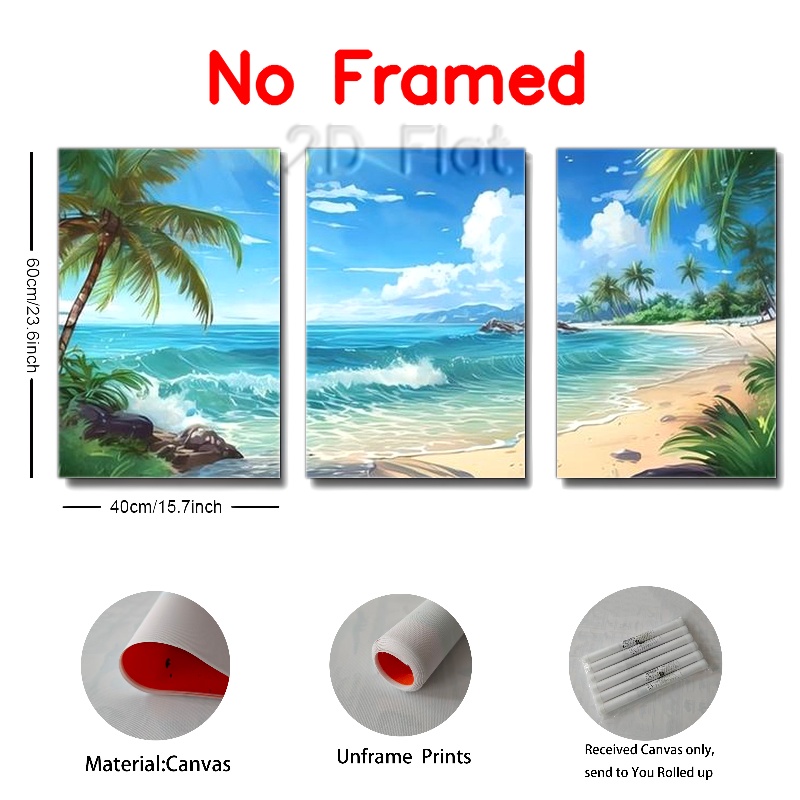 No Framed
2D Flat
60cm/23.6inch
40cm/15.7inch
Material:Canvas
Unframe Prints
Received Canvas only,
send to You Rolled up